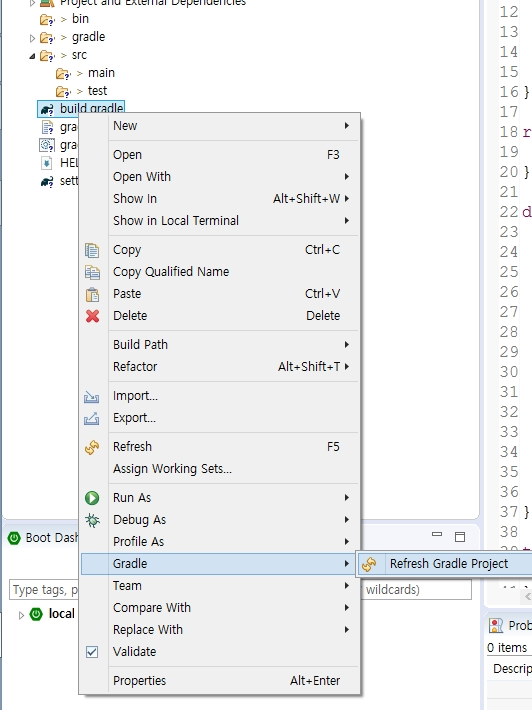 Project and External Dependencies
> bin
> gradle
> src
> main
> test
build.gradle
gra
gra
HEL
sett
New
Open F3
Open With
Show In Alt+Shift+W
Show in Local Terminal
Copy Ctrl+C
Copy Qualified Name
Paste Ctrl+V
Delete Delete
Build Path
Refactor Alt+Shift+T
Import...
Export...
Refresh F5
Assign Working Sets...
Run As
Debug As
Profile As
Gradle
Refresh Gradle Project
Team
Compare With
Replace With
Validate
Properties Alt+Enter
Boot Dash
Type tags, p
wildcards)
local
12
13
14
15
16 }
17
18 r
19
20 }
21
22 d
23
24
25
26
27
28
29
30
31
32
33
34
35
36
37 }
38
Prob
0 items
Descrip